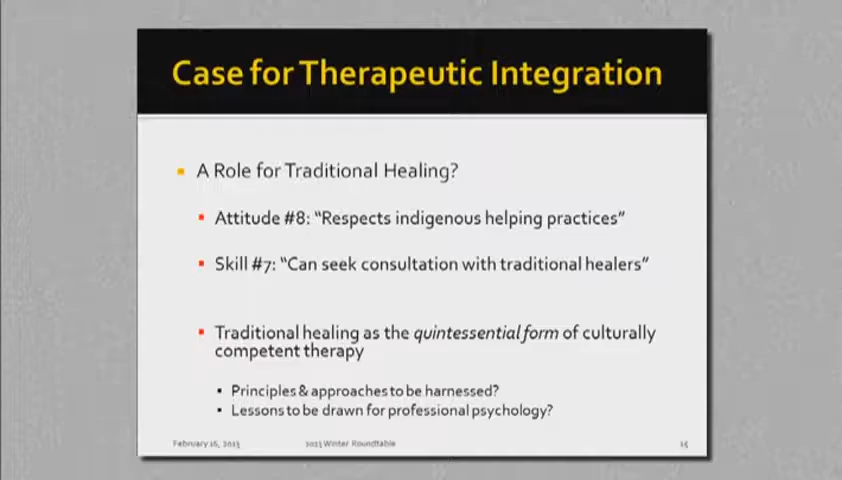 Case for Therapeutic Integration
A Role for Traditional Healing?
Attitude #8: “Respects indigenous helping practices”
Skill #7: “Can seek consultation with traditional healers”
Traditional healing as the quintessential form of culturally
competent therapy
Principles & approaches to be harnessed?
Lessons to be drawn for professional psychology?
February 16, 2013 2013 Winter Roundtable 15